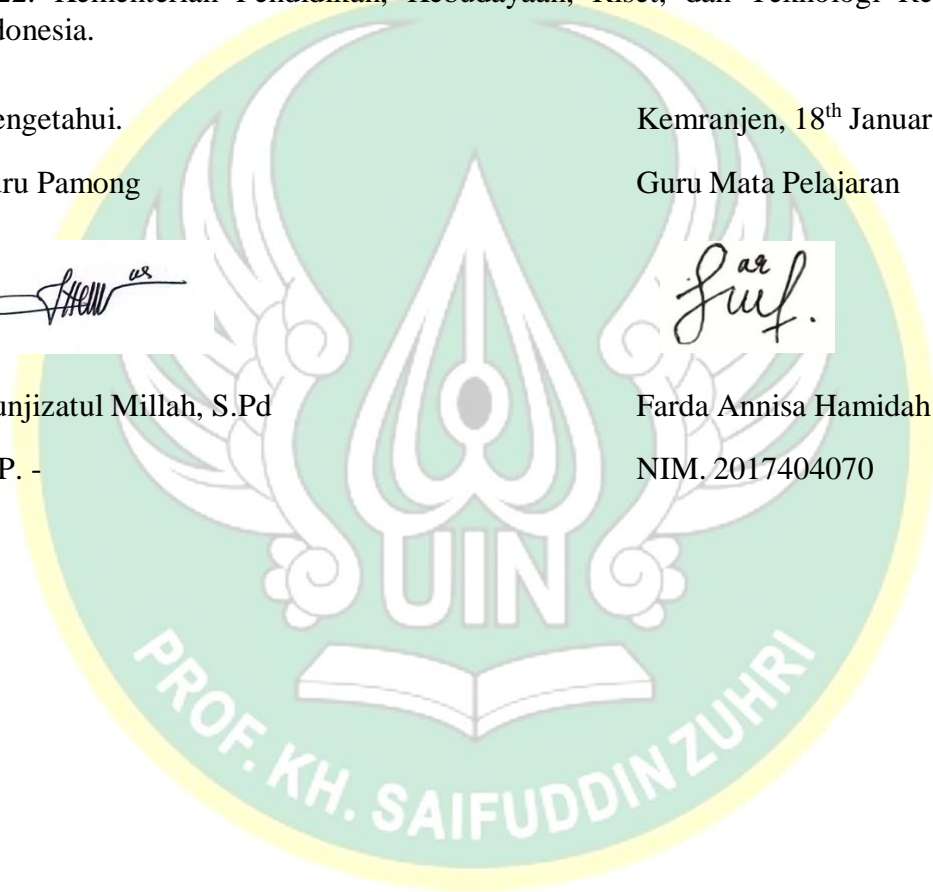 22. Kementerian Pendidikan, Kebudayaan, Riset, dan Teknologi Re
donesia.
engetahui.
Kemranjen, 18th Januar
uru Pamong
Guru Mata Pelajaran
unjizatul Millah, S.Pd
Farda Annisa Hamidah
P. -
NIM. 2017404070
UIN
PROF. KH. SAIFUDDIN ZUHRI